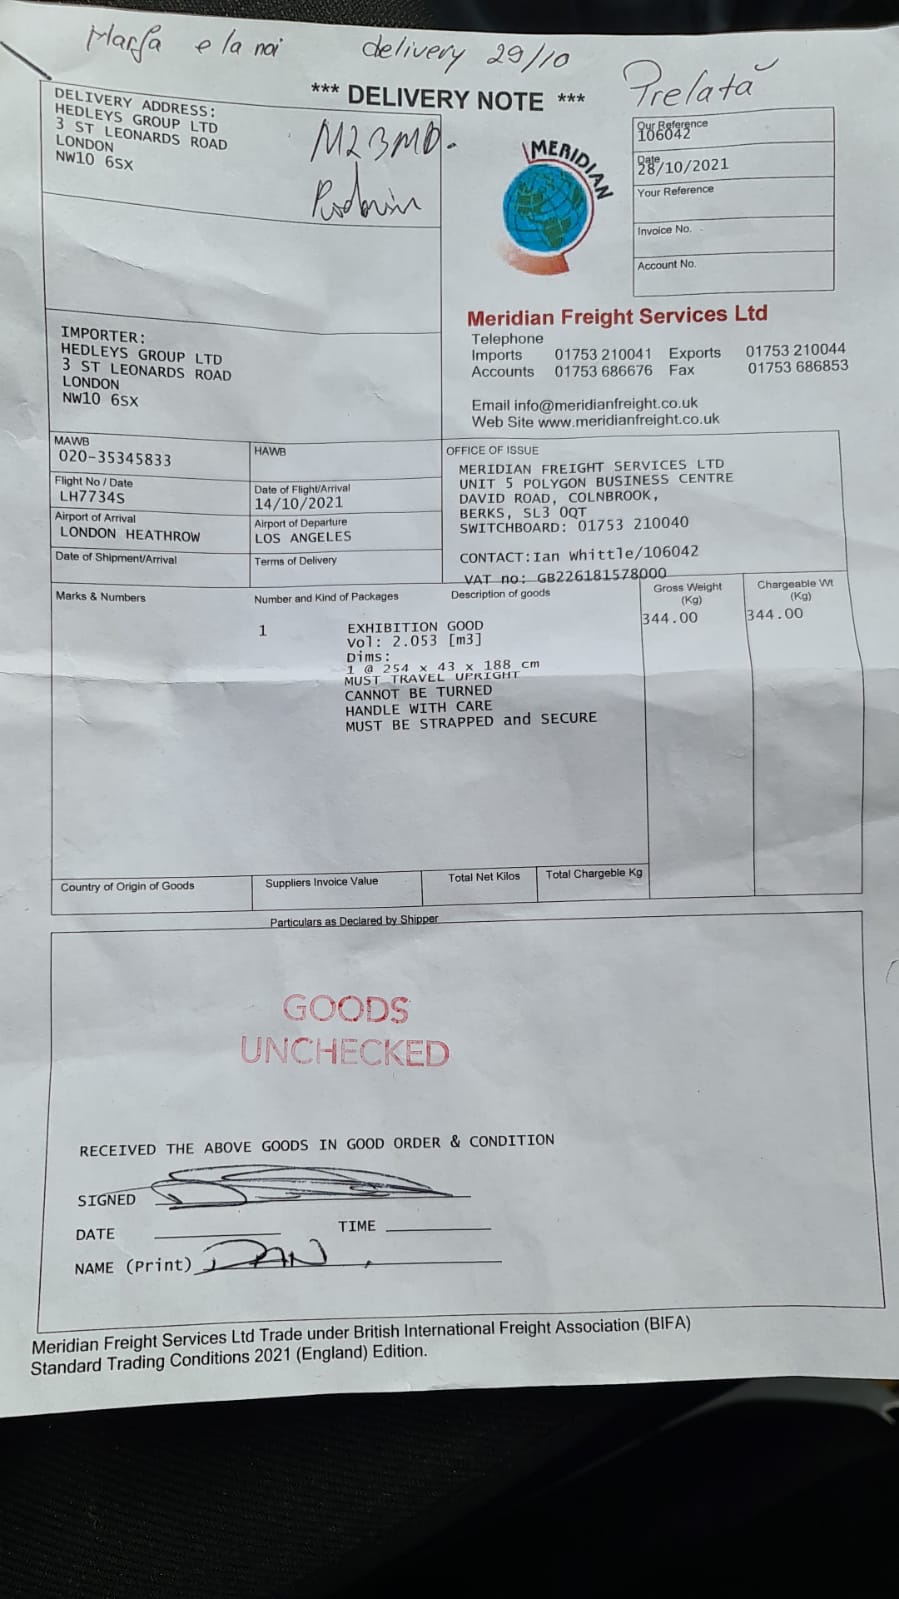 Marfa e la noi delivery 29/10
Prelată
*** DELIVERY NOTE ***
DELIVERY ADDRESS:
HEDLEYS GROUP LTD
3 ST LEONARDS ROAD
LONDON
NW10 6SX
M23MD.
MERIDIAN
Our Reference
106042
Date
28/10/2021
Your Reference
Invoice No.
Account No.
Meridian Freight Services Ltd
Telephone
Imports 01753 210041 Exports 01753 210044
Accounts 01753 686676 Fax 01753 686853
Email info@meridianfreight.co.uk
Web Site www.meridianfreight.co.uk
IMPORTER:
HEDLEYS GROUP LTD
3 ST LEONARDS ROAD
LONDON
NW10 6SX
MAWB
020-35345833
HAWB
Flight No / Date
LH7734S
Date of Flight/Arrival
14/10/2021
Airport of Arrival
LONDON HEATHROW
Airport of Departure
LOS ANGELES
Date of Shipment/Arrival
Terms of Delivery
OFFICE OF ISSUE
MERIDIAN FREIGHT SERVICES LTD
UNIT 5 POLYGON BUSINESS CENTRE
DAVID ROAD, COLNBROOK,
BERKS, SL3 0QT
SWITCHBOARD: 01753 210040
CONTACT:Ian Whittle/106042
VAT no: GB226181578000
Marks & Numbers
Number and Kind of Packages
Description of goods
Gross Weight
(Kg)
Chargeable Wt
(Kg)
1 EXHIBITION GOOD 344.00 344.00
Vol: 2.053 [m3]
Dims:
1 @ 254 x 43 x 188 cm
MUST TRAVEL UPRIGHT
CANNOT BE TURNED
HANDLE WITH CARE
MUST BE STRAPPED and SECURE
Country of Origin of Goods
Suppliers Invoice Value
Total Net Kilos
Total Chargeble Kg
Particulars as Declared by Shipper
GOODS
UNCHECKED
RECEIVED THE ABOVE GOODS IN GOOD ORDER & CONDITION
SIGNED
DATE TIME
NAME (Print) DAN
Meridian Freight Services Ltd Trade under British International Freight Association (BIFA)
Standard Trading Conditions 2021 (England) Edition.